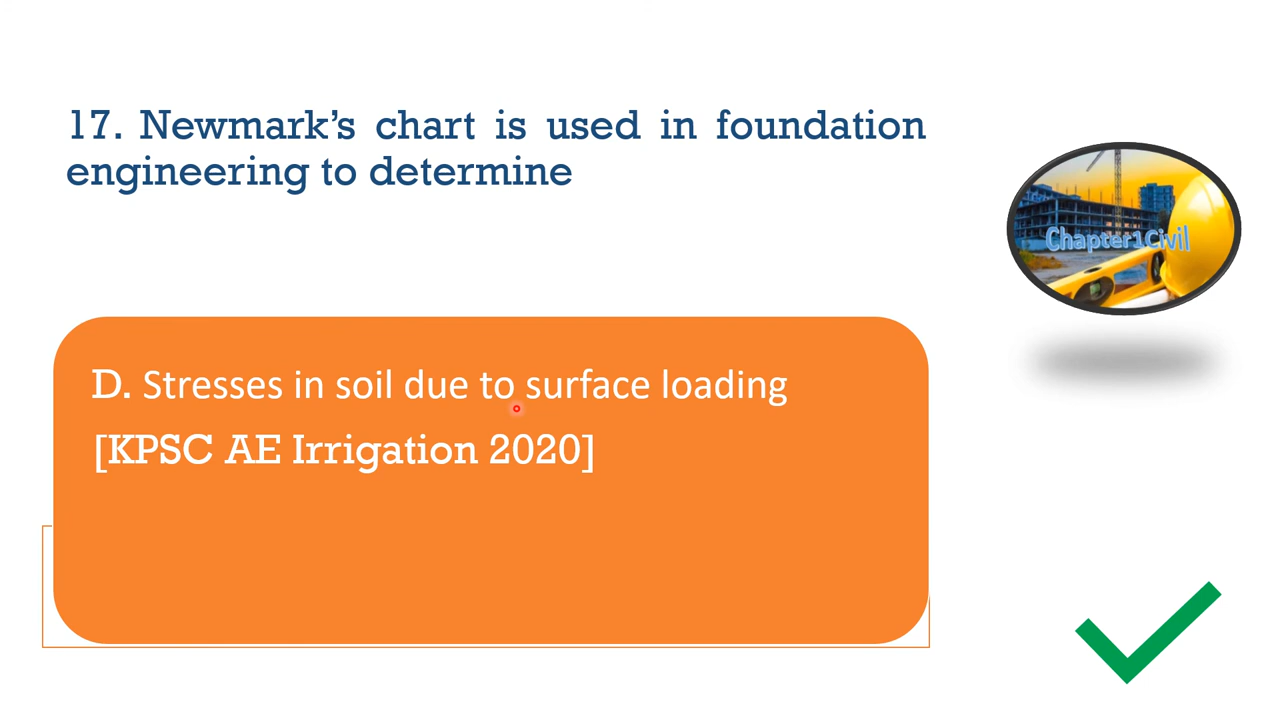 17. Newmark’s chart is used in foundation
engineering to determine
Chapter1Civil
D. Stresses in soil due to surface loading
[KPSC AE Irrigation 2020]